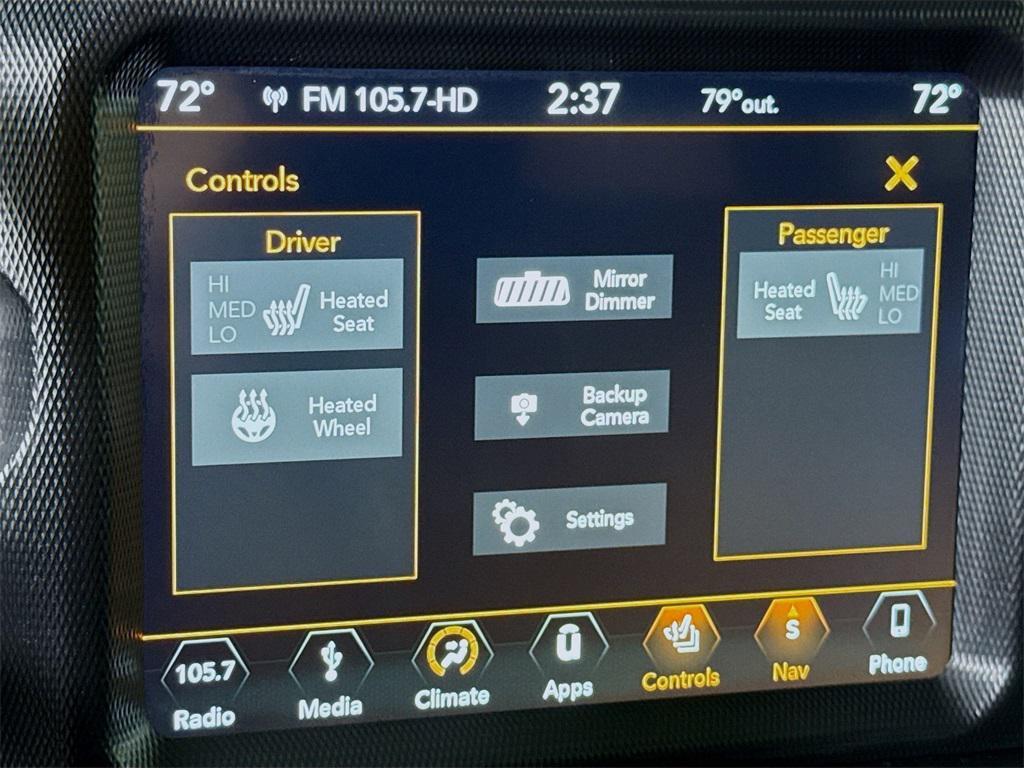 72° FM 105.7-HD 2:37 79°out. 72°
Controls X
Driver
HI
MED
LO
Heated
Seat
Heated
Wheel
Mirror
Dimmer
Backup
Camera
Settings
Passenger
Heated
Seat
HI
MED
LO
105.7
Radio
Media
Climate
Apps
Controls
S
Nav
Phone